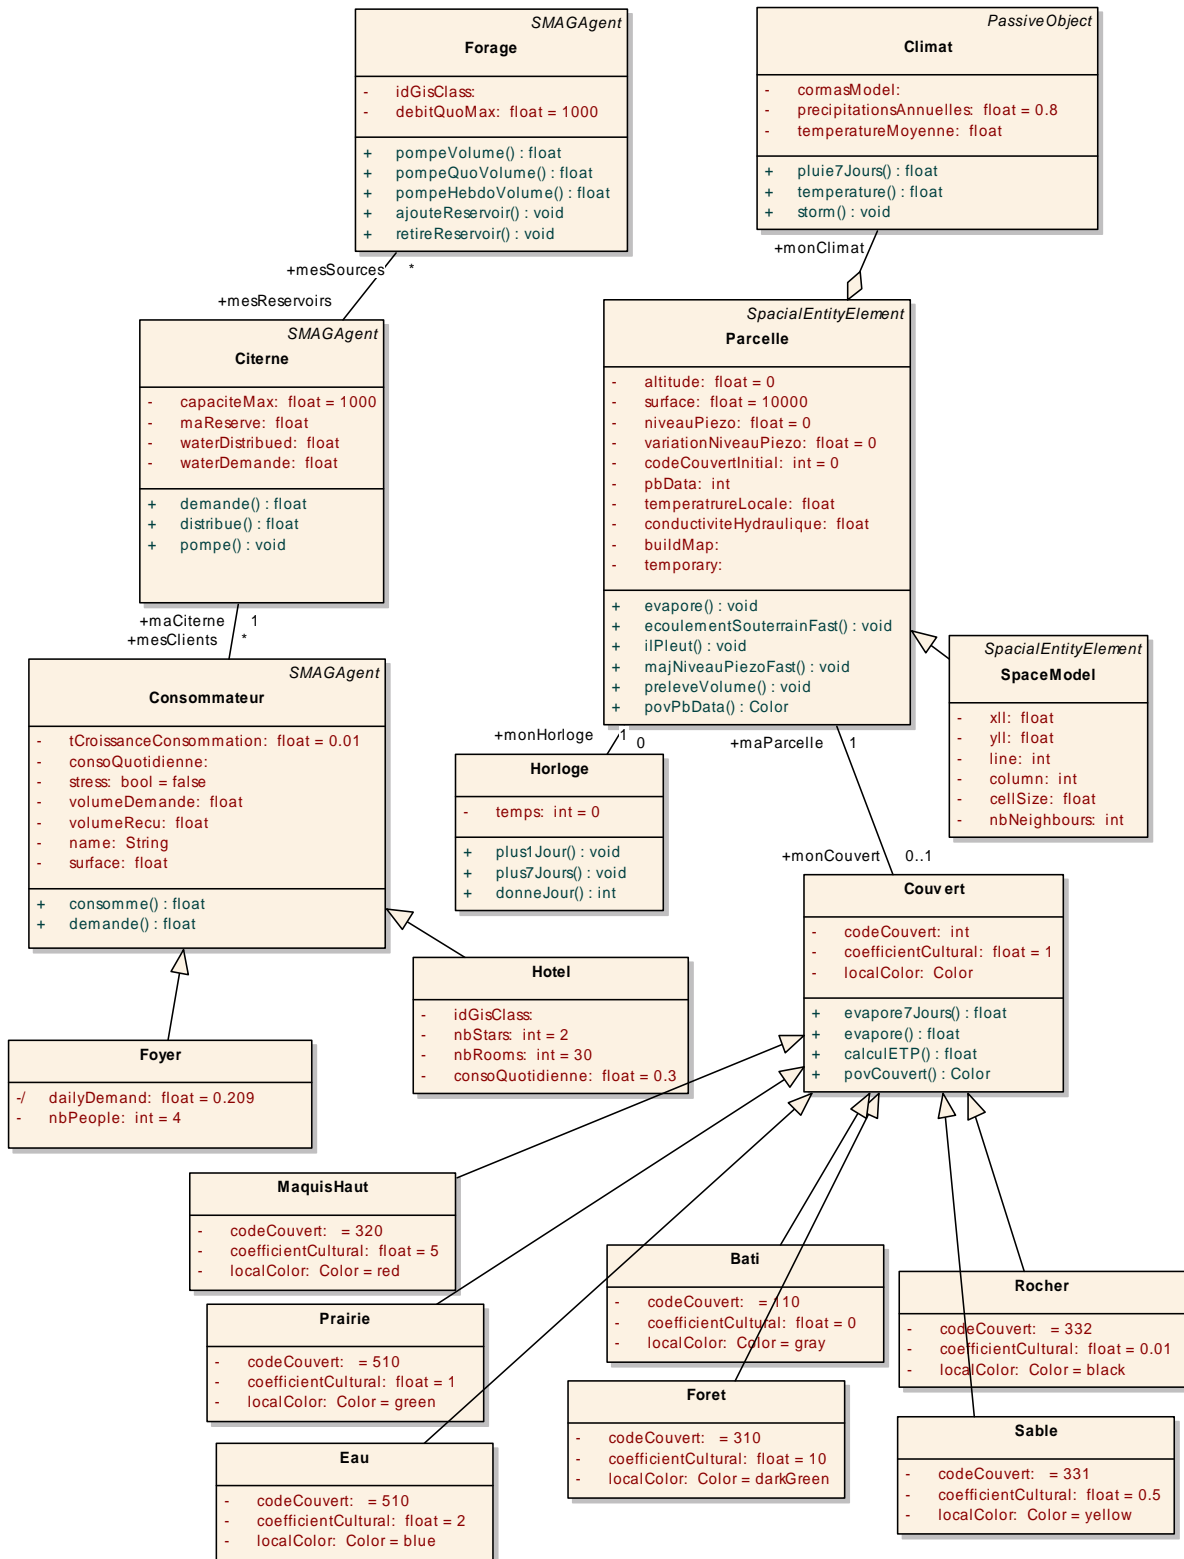 SMAGAgent
Forage
- idGisClass:
- debitQuoMax: float = 1000
+ pompeVolume() : float
+ pompeQuoVolume() : float
+ pompeHebdoVolume() : float
+ ajouteReservoir() : void
+ retireReservoir() : void
PassiveObject
Climat
- cormasModel:
- precipitationsAnnuelles: float = 0.8
- temperatureMoyenne: float
+ pluie7Jours() : float
+ temperature() : float
+ storm() : void
+mesSources *
+mesReservoirs
+monClimat
SMAGAgent
Citerne
- capaciteMax: float = 1000
- maReserve: float
- waterDistribued: float
- waterDemande: float
+ demande() : float
+ distribue() : float
+ pompe() : void
SpacialEntityElement
Parcelle
- altitude: float = 0
- surface: float = 10000
- niveauPiezo: float = 0
- variationNiveauPiezo: float = 0
- codeCouvertInitial: int = 0
- pbData: int
- temperatrureLocale: float
- conductiviteHydraulique: float
- buildMap:
- temporary:
+ evapore() : void
+ ecoulementSouterrainFast() : void
+ ilPleut() : void
+ majNiveauPiezoFast() : void
+ preleveVolume() : void
+ povPbData() : Color
+maCiterne 1
+mesClients *
SpacialEntityElement
SpaceModel
- xll: float
- yll: float
- line: int
- column: int
- cellSize: float
- nbNeighbours: int
SMAGAgent
Consommateur
- tCroissanceConsommation: float = 0.01
- consoQuotidienne:
- stress: bool = false
- volumeDemande: float
- volumeRecu: float
- name: String
- surface: float
+ consomme() : float
+ demande() : float
+monHorloge 1
0
+maParcelle 1
Horloge
- temps: int = 0
+ plus1Jour() : void
+ plus7Jours() : void
+ donneJour() : int
+monCouvert 0..1
Couvert
- codeCouvert: int
- coefficientCultural: float = 1
- localColor: Color
+ evapore7Jours() : float
+ evapore() : float
+ calculETP() : float
+ povCouvert() : Color
Hotel
- idGisClass:
- nbStars: int = 2
- nbRooms: int = 30
- consoQuotidienne: float = 0.3
Foyer
-/ dailyDemand: float = 0.209
- nbPeople: int = 4
MaquisHaut
- codeCouvert: = 320
- coefficientCultural: float = 5
- localColor: Color = red
Bati
- codeCouvert: = 110
- coefficientCultural: float = 0
- localColor: Color = gray
Rocher
- codeCouvert: = 332
- coefficientCultural: float = 0.01
- localColor: Color = black
Prairie
- codeCouvert: = 510
- coefficientCultural: float = 1
- localColor: Color = green
Foret
- codeCouvert: = 310
- coefficientCultural: float = 10
- localColor: Color = darkGreen
Sable
- codeCouvert: = 331
- coefficientCultural: float = 0.5
- localColor: Color = yellow
Eau
- codeCouvert: = 510
- coefficientCultural: float = 2
- localColor: Color = blue